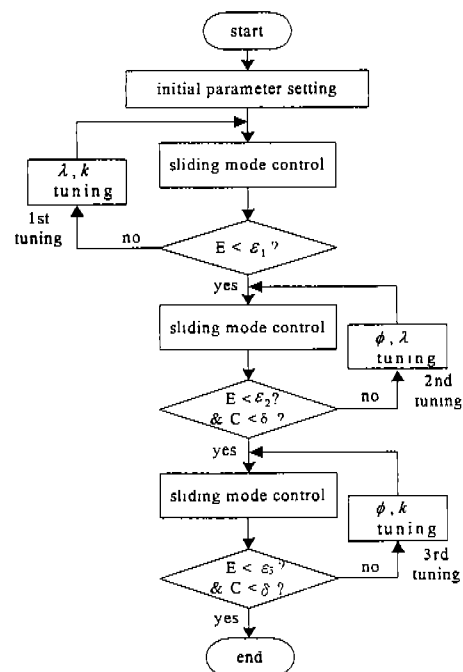 start
initial parameter setting
sliding mode control
λ, k
tuning
1st
tuning
no
E < ε₁ ?
yes
sliding mode control
ϕ, λ
tuning
2nd
tuning
no
E < ε₂?
& C < δ ?
yes
sliding mode control
ϕ, k
tuning
3rd
tuning
no
E < ε₃ ?
& C < δ ?
yes
end